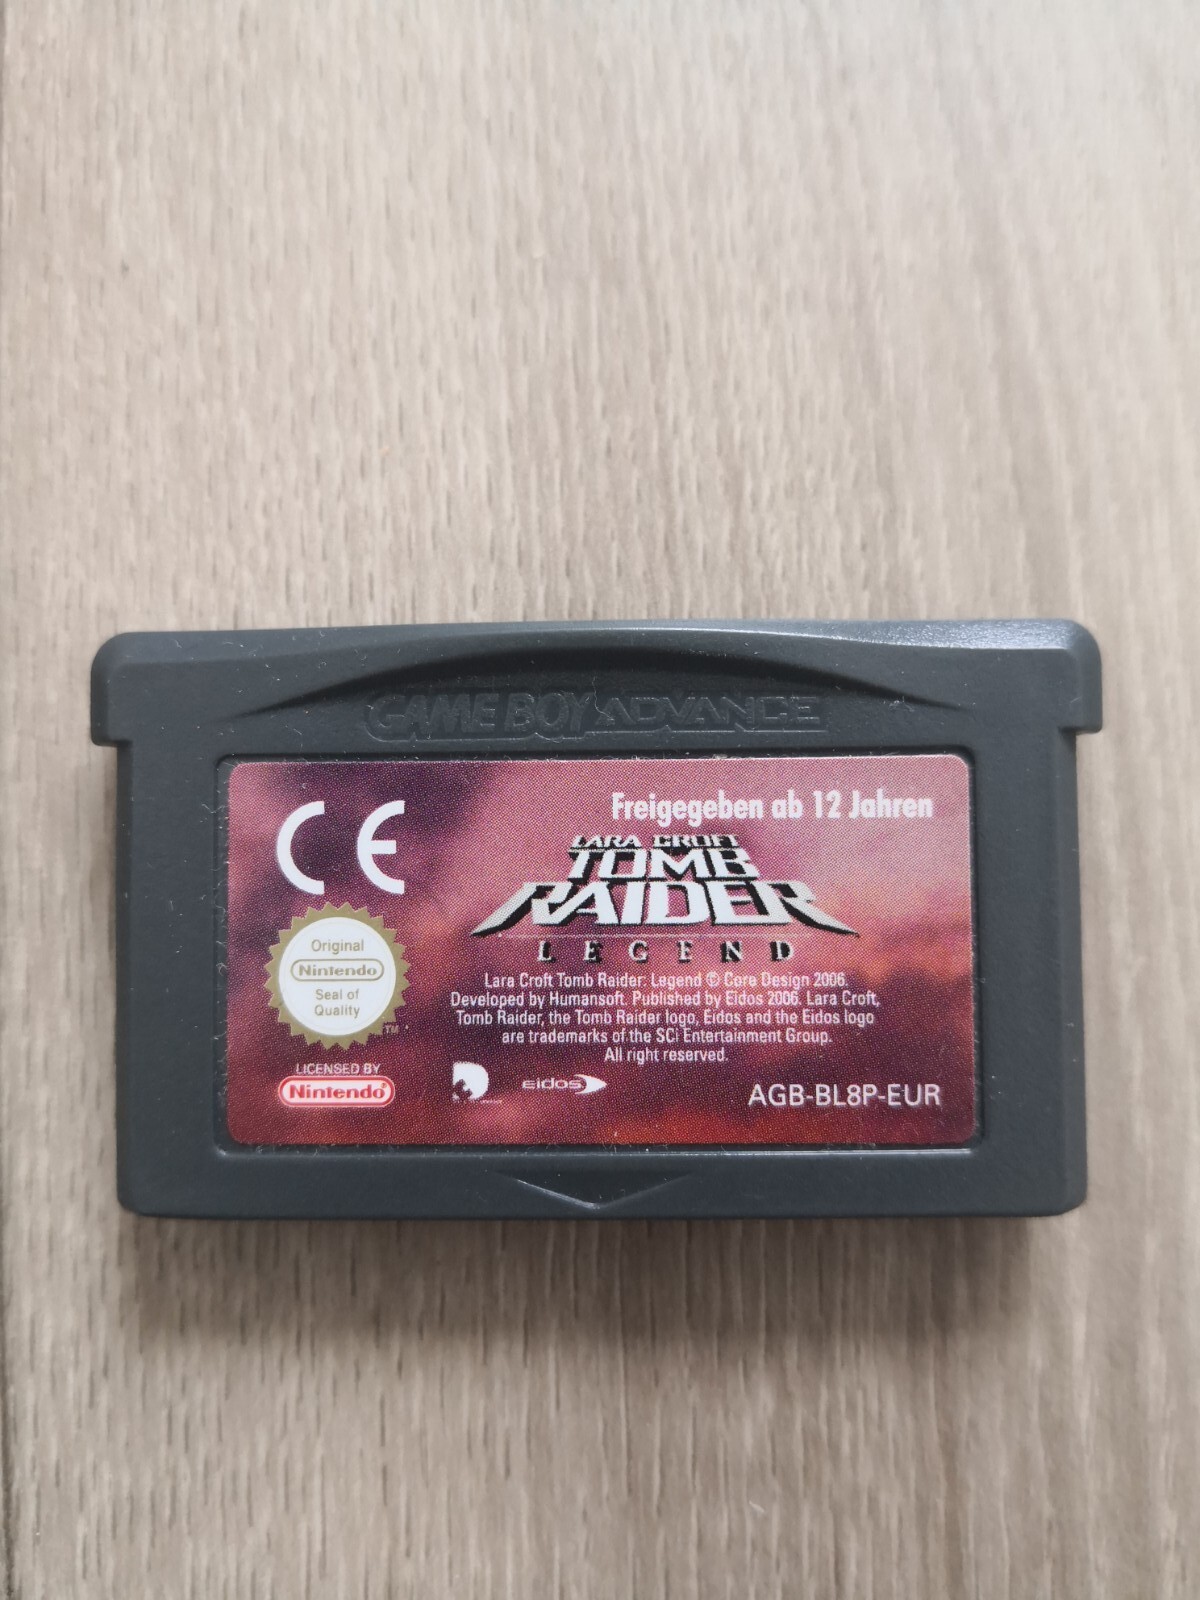 GAME BOY ADVANCE
CE
Freigegeben ab 12 Jahren
LARA CROFT
TOMB
RAIDER
LEGEND
Original
Nintendo
Seal of
Quality
TM
Lara Croft Tomb Raider: Legend © Core Design 2006.
Developed by Humansoft. Published by Eidos 2006. Lara Croft,
Tomb Raider, the Tomb Raider logo, Eidos and the Eidos logo
are trademarks of the SCi Entertainment Group.
All right reserved.
LICENSED BY
Nintendo®
eidos
AGB-BL8P-EUR